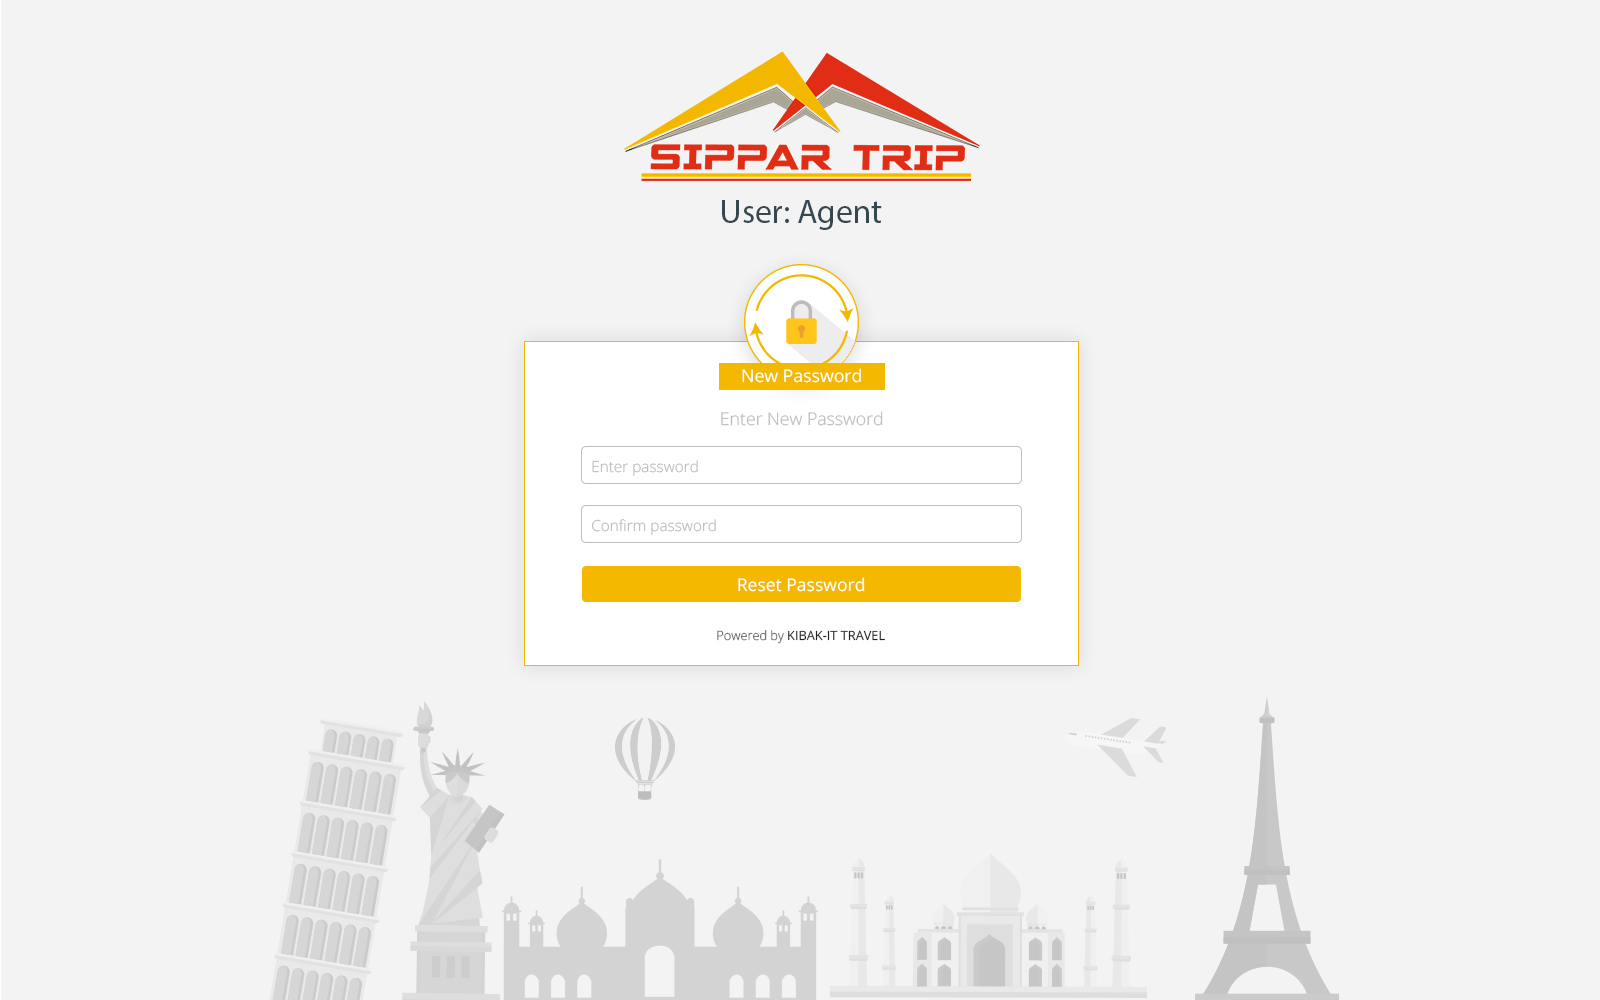 SIPPAR TRIP
User: Agent
New Password
Enter New Password
Enter password
Confirm password
Reset Password
Powered by KIBAK-IT TRAVEL